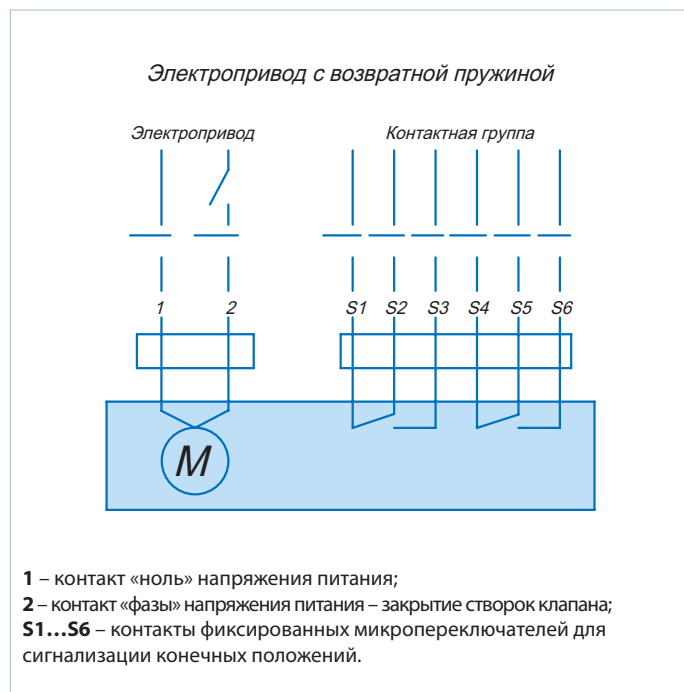 Электропривод с возвратной пружиной
Электропривод Контактная группа
1 2 S1 S2 S3 S4 S5 S6
M
1 – контакт «ноль» напряжения питания;
2 – контакт «фазы» напряжения питания – закрытие створок клапана;
S1...S6 – контакты фиксированных микропереключателей для
сигнализации конечных положений.